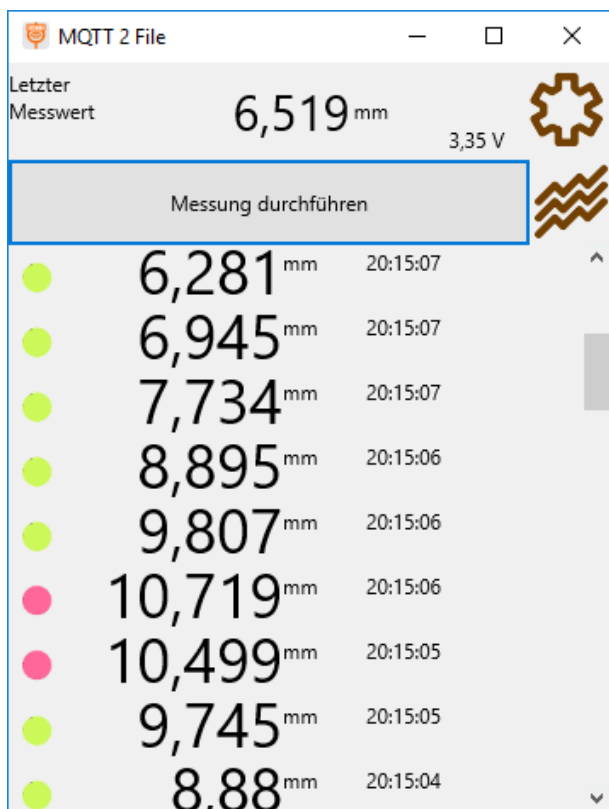 MQTT 2 File
Letzter
Messwert
6,519 mm
3,35 V
Messung durchführen
6,281 mm 20:15:07
6,945 mm 20:15:07
7,734 mm 20:15:07
8,895 mm 20:15:06
9,807 mm 20:15:06
10,719 mm 20:15:06
10,499 mm 20:15:05
9,745 mm 20:15:05
8,88 mm 20:15:04